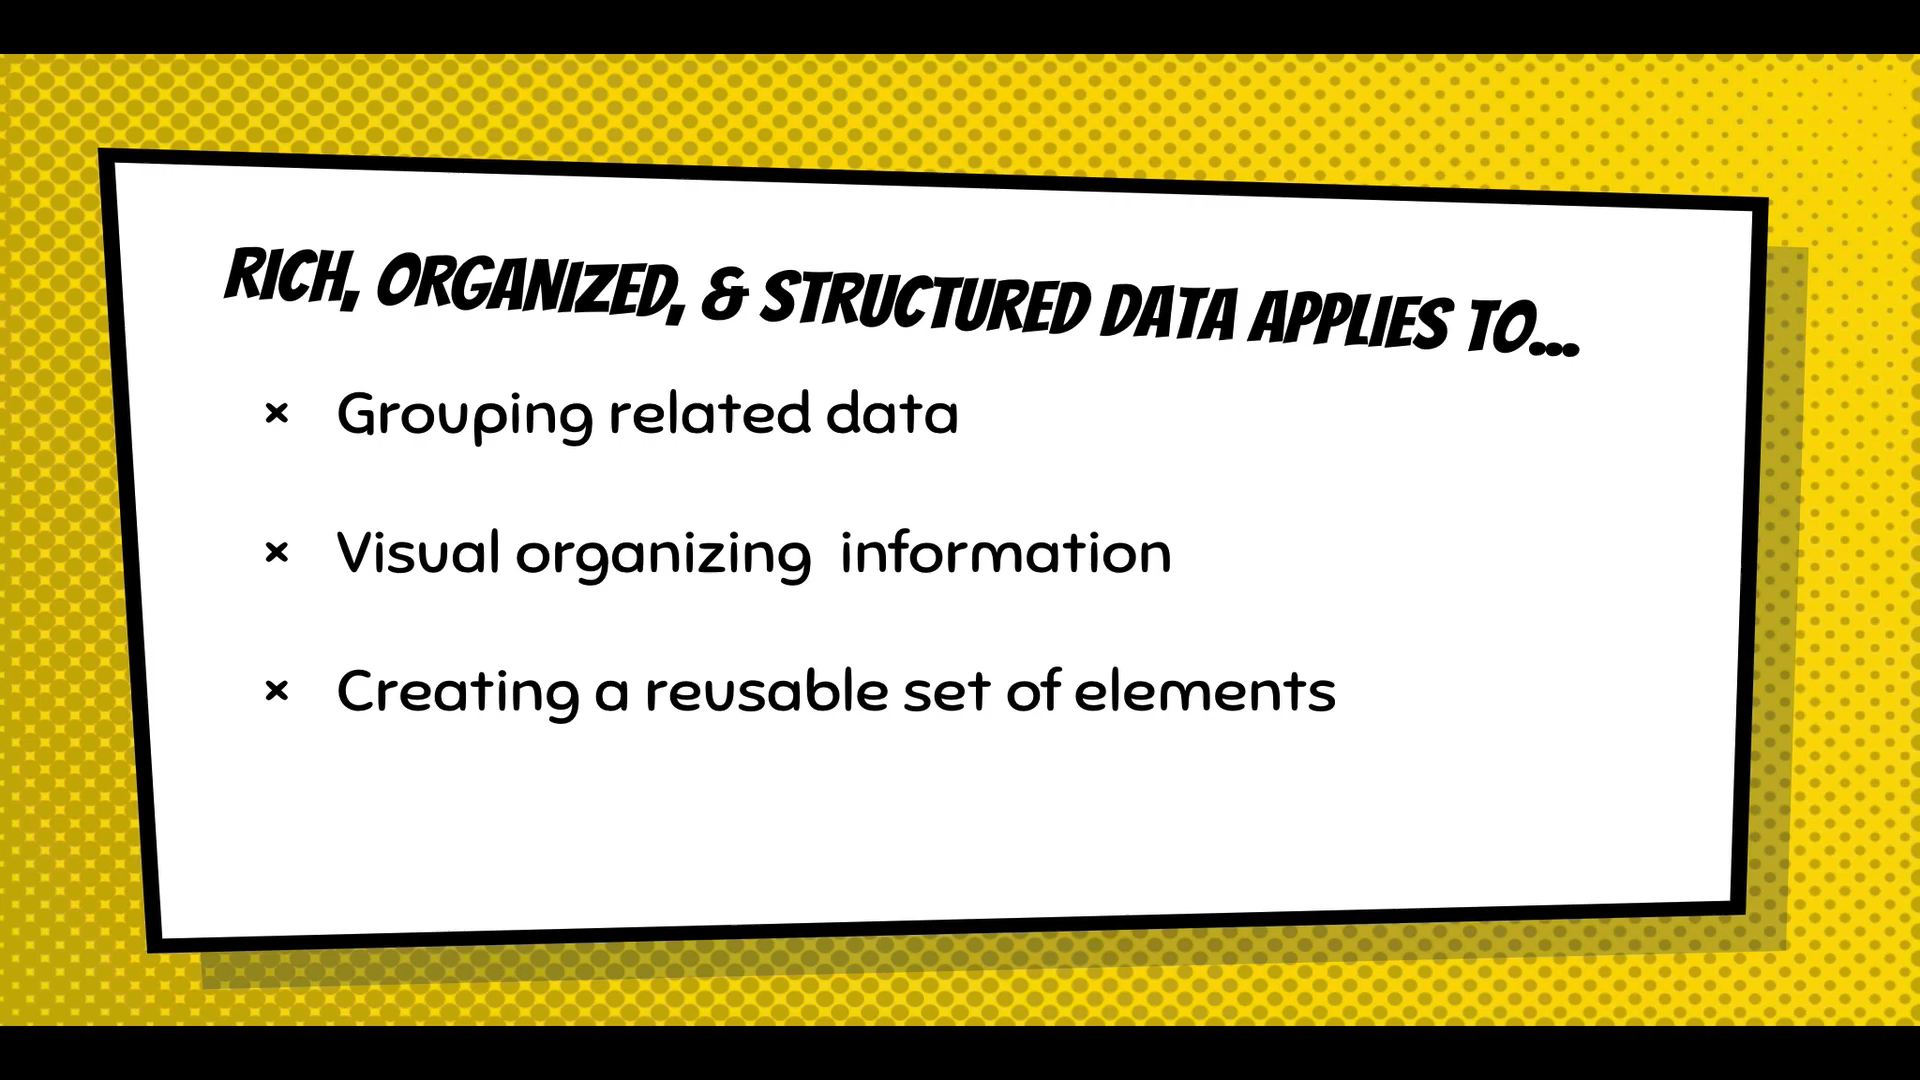 RICH, ORGANIZED, & STRUCTURED DATA APPLIES TO...
× Grouping related data
× Visual organizing  information
× Creating a reusable set of elements